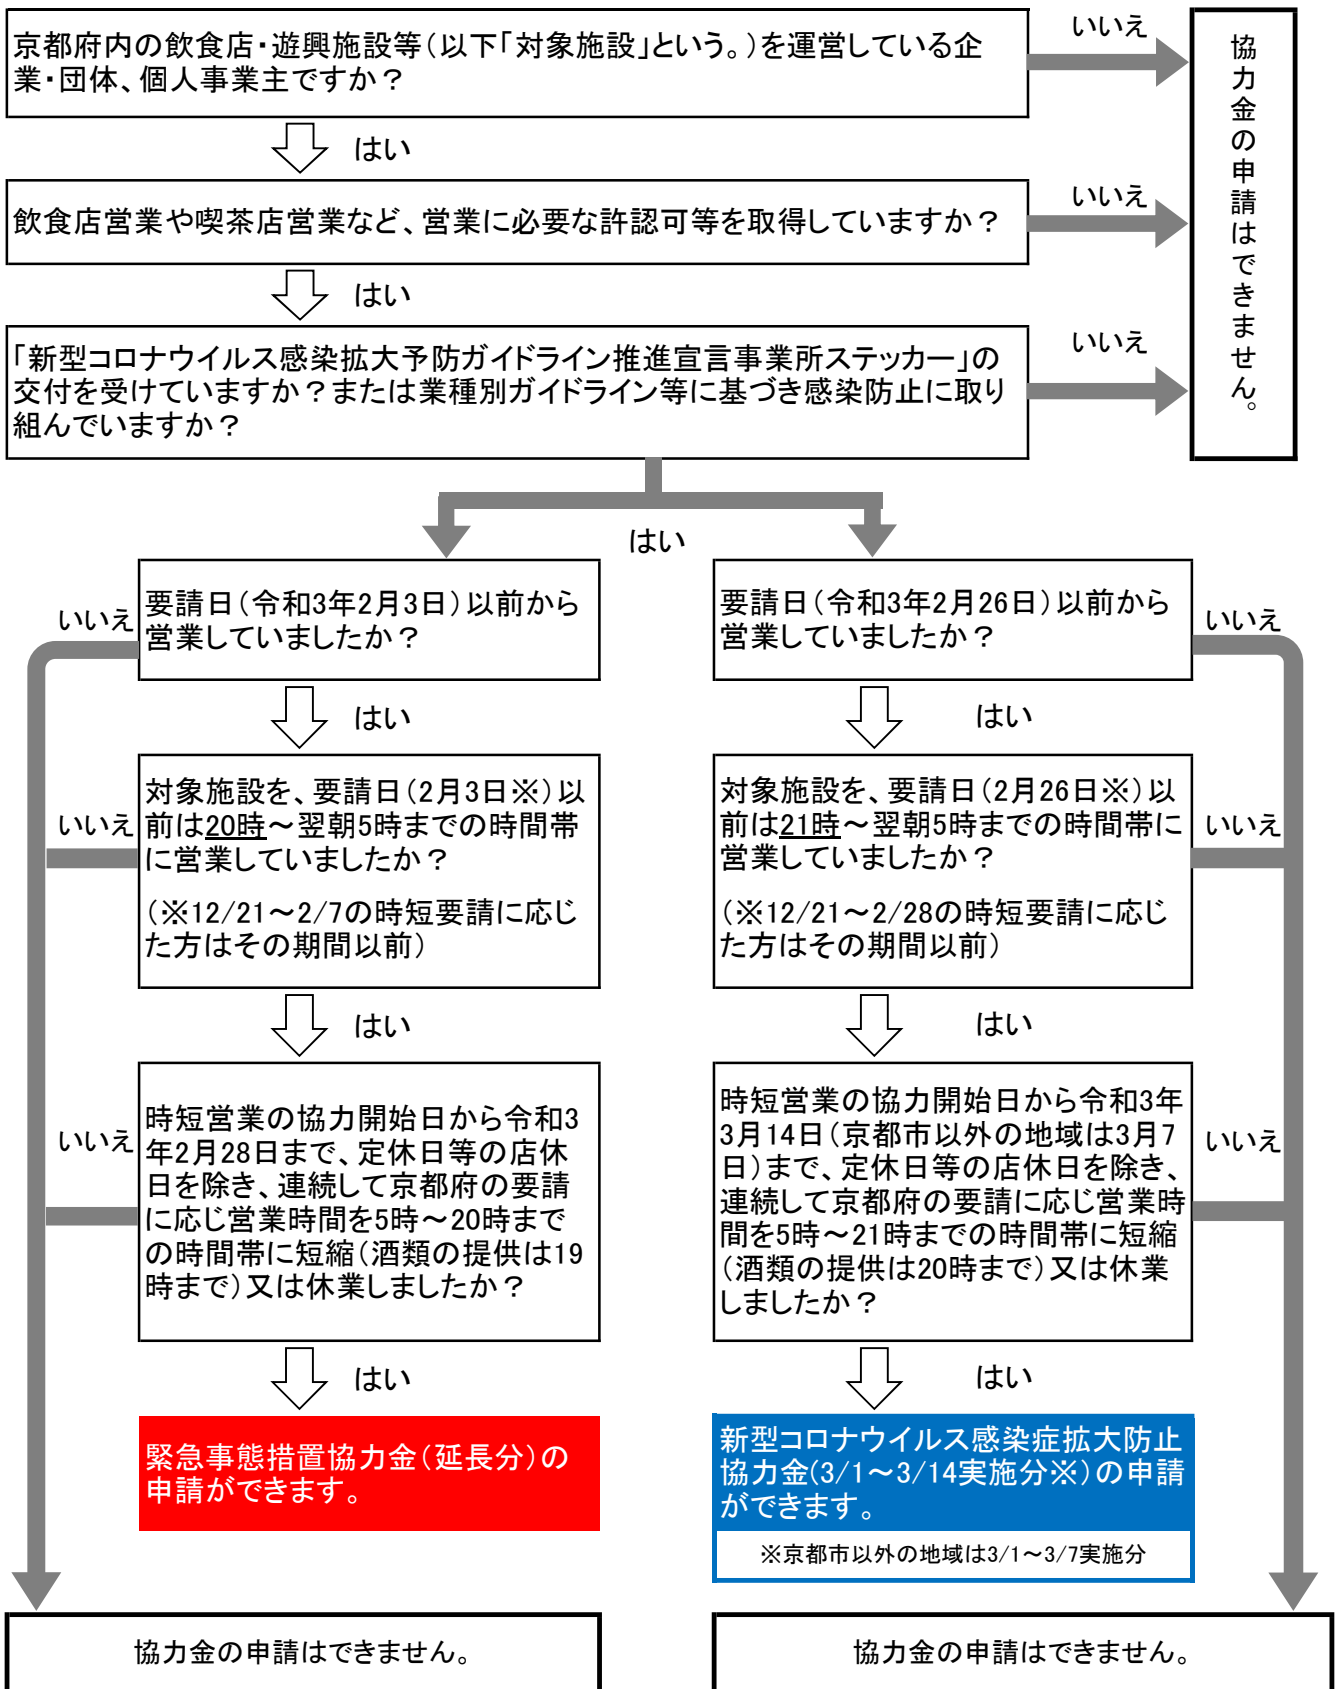 京都府内の飲食店・遊興施設等（以下「対象施設」という。）を運営している企
業・団体、個人事業主ですか？
いいえ
協力金の申請はできません。
はい
飲食店営業や喫茶店営業など、営業に必要な許認可等を取得していますか？
いいえ
はい
「新型コロナウイルス感染拡大予防ガイドライン推進宣言事業所ステッカー」の
交付を受けていますか？または業種別ガイドライン等に基づき感染防止に取り
組んでいますか？
いいえ
はい
いいえ
要請日（令和3年2月3日）以前から
営業していましたか？
はい
いいえ
対象施設を、要請日（2月3日※）以
前は20時～翌朝5時までの時間帯
に営業していましたか？
（※12/21～2/7の時短要請に応じ
た方はその期間以前）
はい
いいえ
時短営業の協力開始日から令和3
年2月28日まで、定休日等の店休
日を除き、連続して京都府の要請
に応じ営業時間を5時～20時まで
の時間帯に短縮（酒類の提供は19
時まで）又は休業しましたか？
はい
緊急事態措置協力金（延長分）の
申請ができます。
協力金の申請はできません。
要請日（令和3年2月26日）以前から
営業していましたか？
いいえ
はい
対象施設を、要請日（2月26日※）以
前は21時～翌朝5時までの時間帯に
営業していましたか？
（※12/21～2/28の時短要請に応じ
た方はその期間以前）
いいえ
はい
時短営業の協力開始日から令和3年
3月14日（京都市以外の地域は3月7
日）まで、定休日等の店休日を除き、
連続して京都府の要請に応じ営業時
間を5時～21時までの時間帯に短縮
（酒類の提供は20時まで）又は休業
しましたか？
いいえ
はい
新型コロナウイルス感染症拡大防止
協力金(3/1～3/14実施分※）の申請
ができます。
※京都市以外の地域は3/1～3/7実施分
協力金の申請はできません。